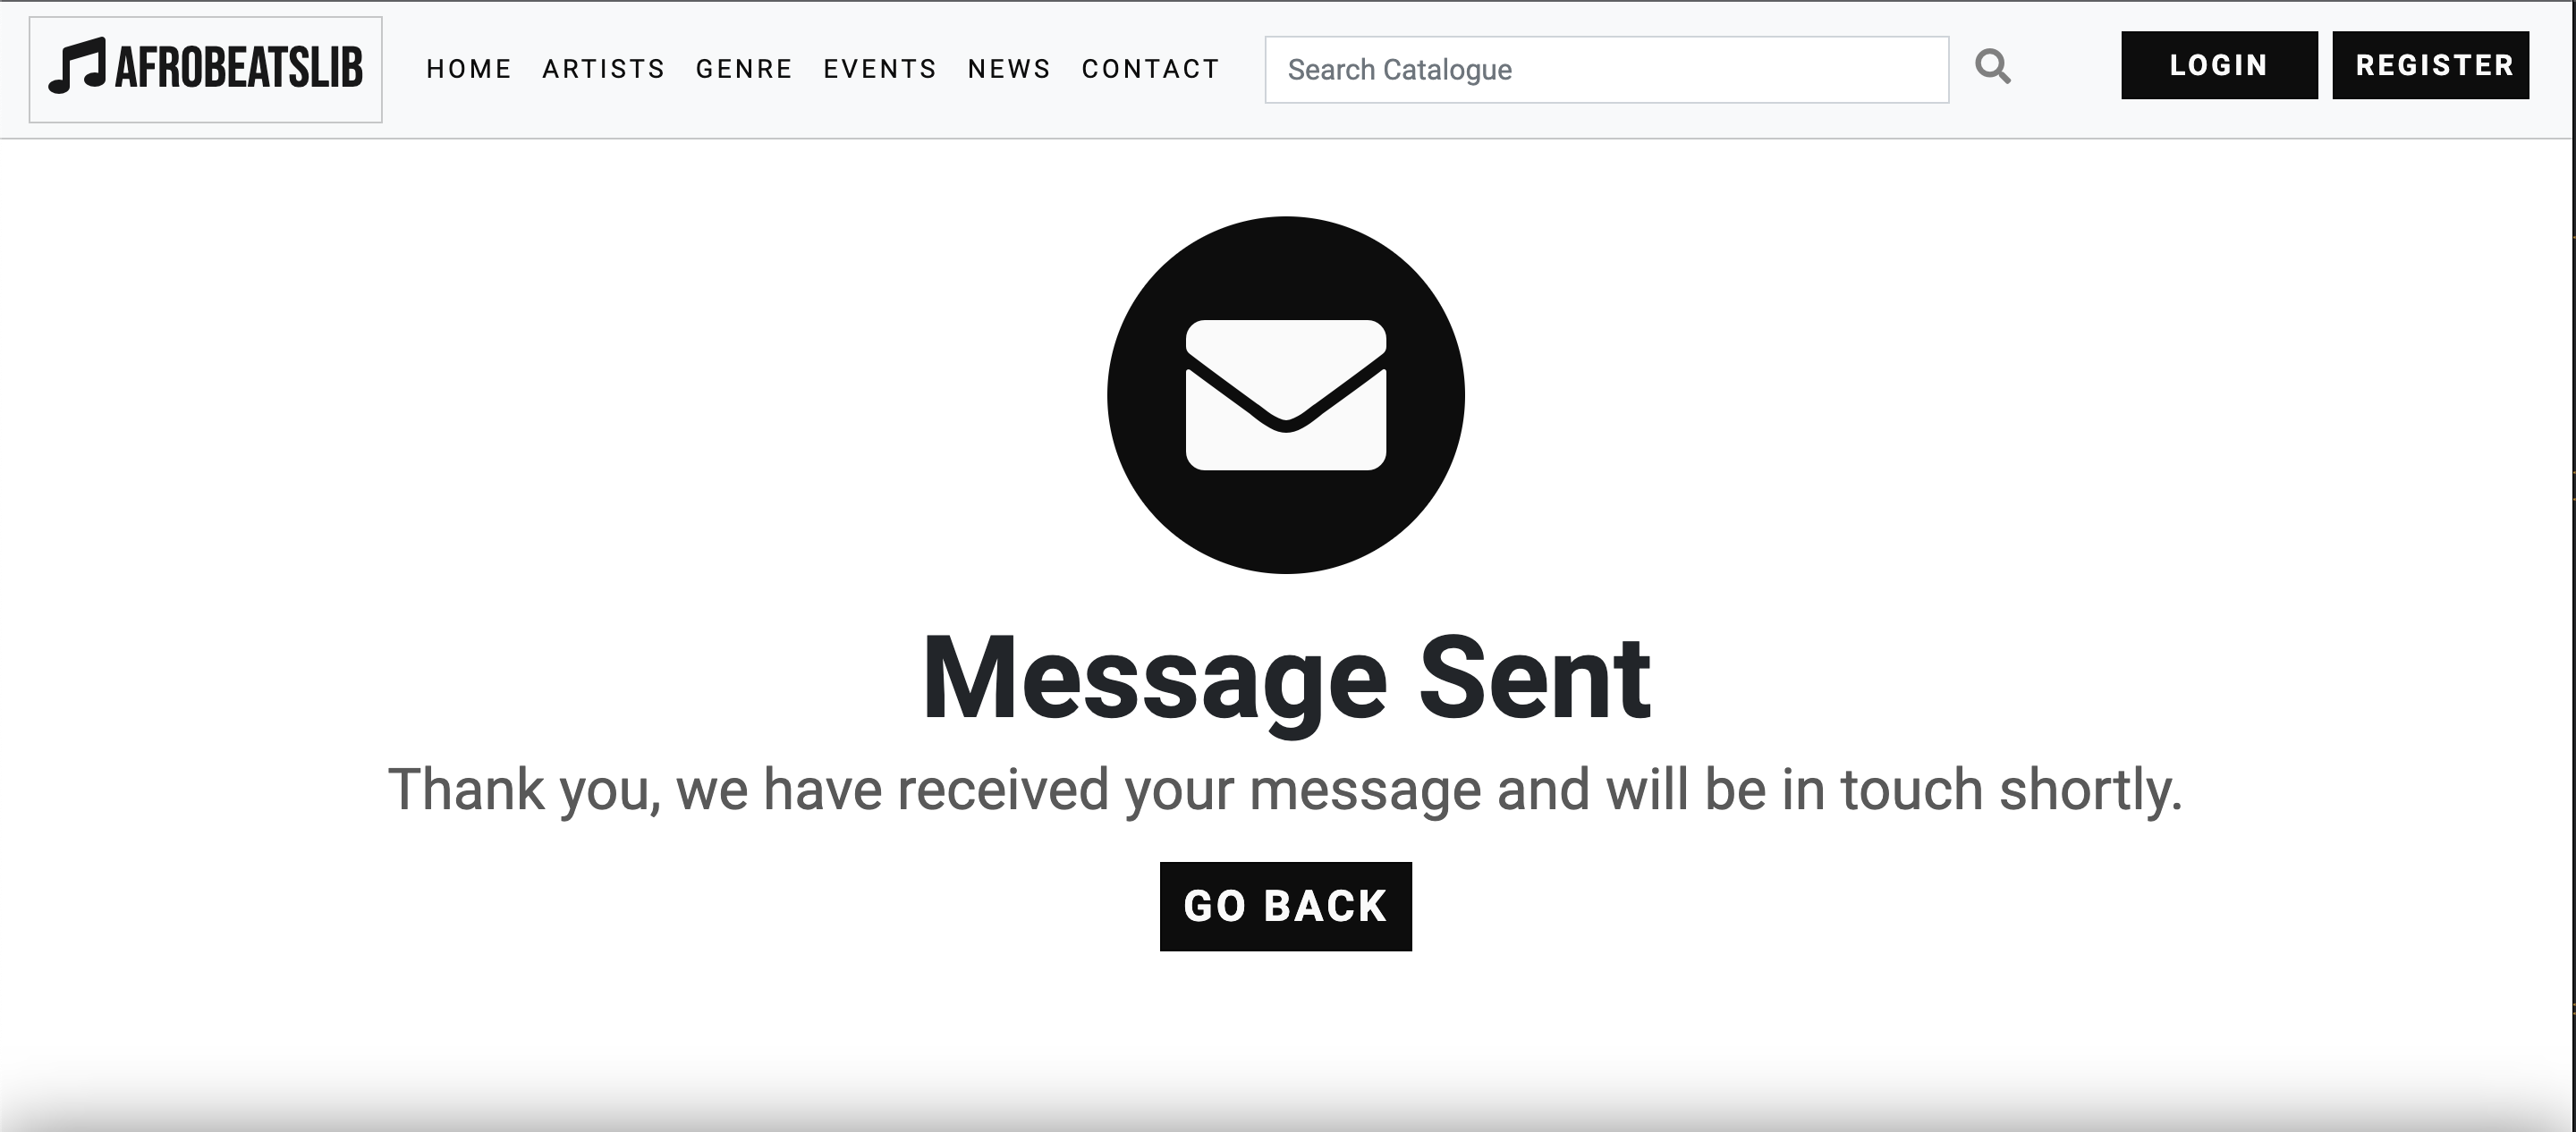 AFROBEATSLIB
HOME ARTISTS GENRE EVENTS NEWS CONTACT
Search Catalogue
LOGIN
REGISTER
Message Sent
Thank you, we have received your message and will be in touch shortly.
GO BACK